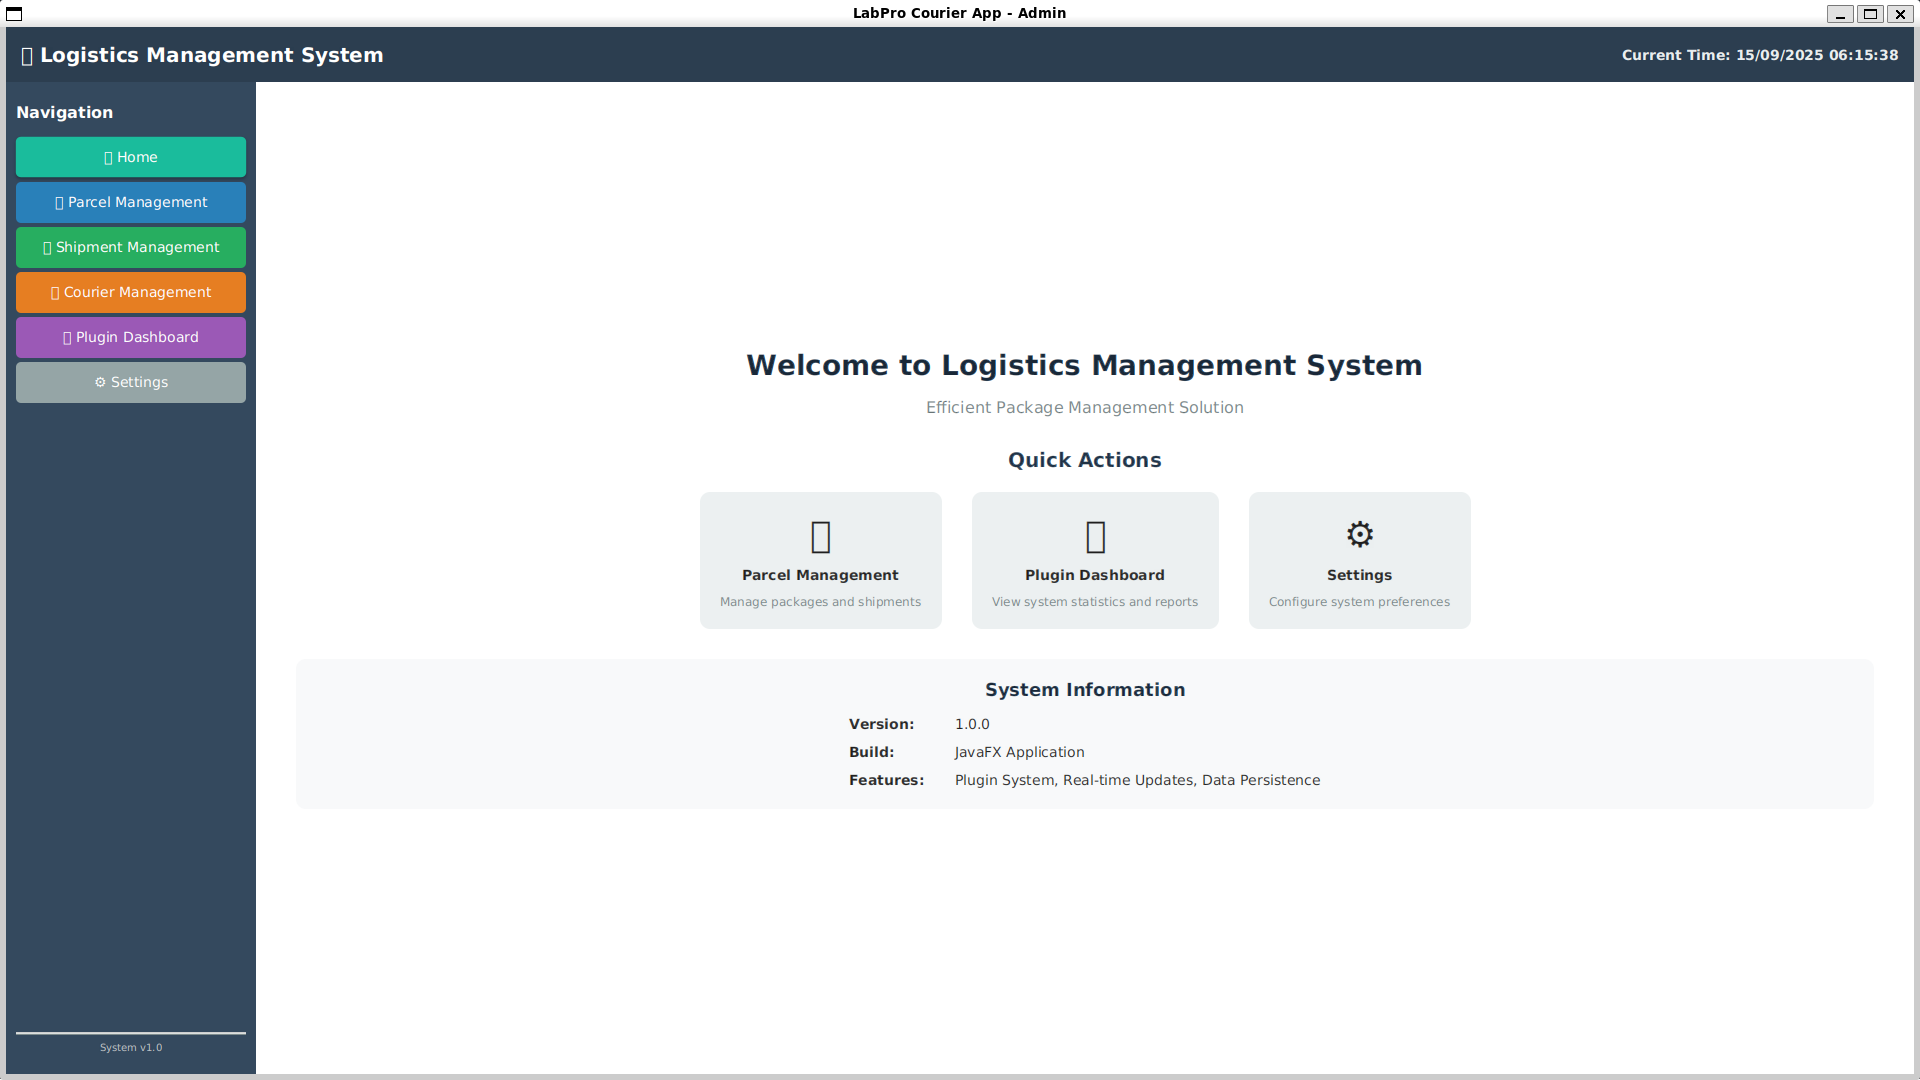 LabPro Courier App - Admin
Logistics Management System
Current Time: 15/09/2025 06:15:38
Navigation
Home
Parcel Management
Shipment Management
Courier Management
Plugin Dashboard
⚙ Settings
Welcome to Logistics Management System
Efficient Package Management Solution
Quick Actions
Parcel Management
Manage packages and shipments
Plugin Dashboard
View system statistics and reports
⚙
Settings
Configure system preferences
System Information
Version: 1.0.0
Build: JavaFX Application
Features: Plugin System, Real-time Updates, Data Persistence
System v1.0